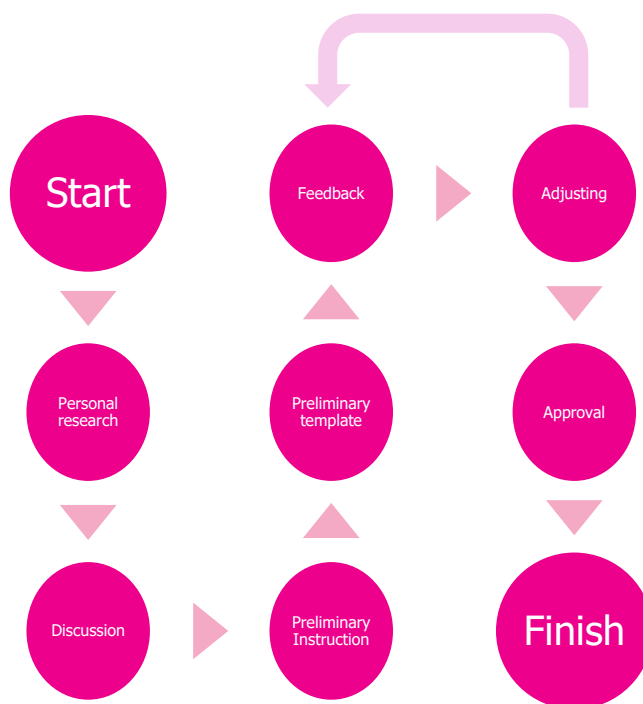 Start
Personal
research
Discussion
Preliminary
Instruction
Preliminary
template
Feedback
Adjusting
Approval
Finish